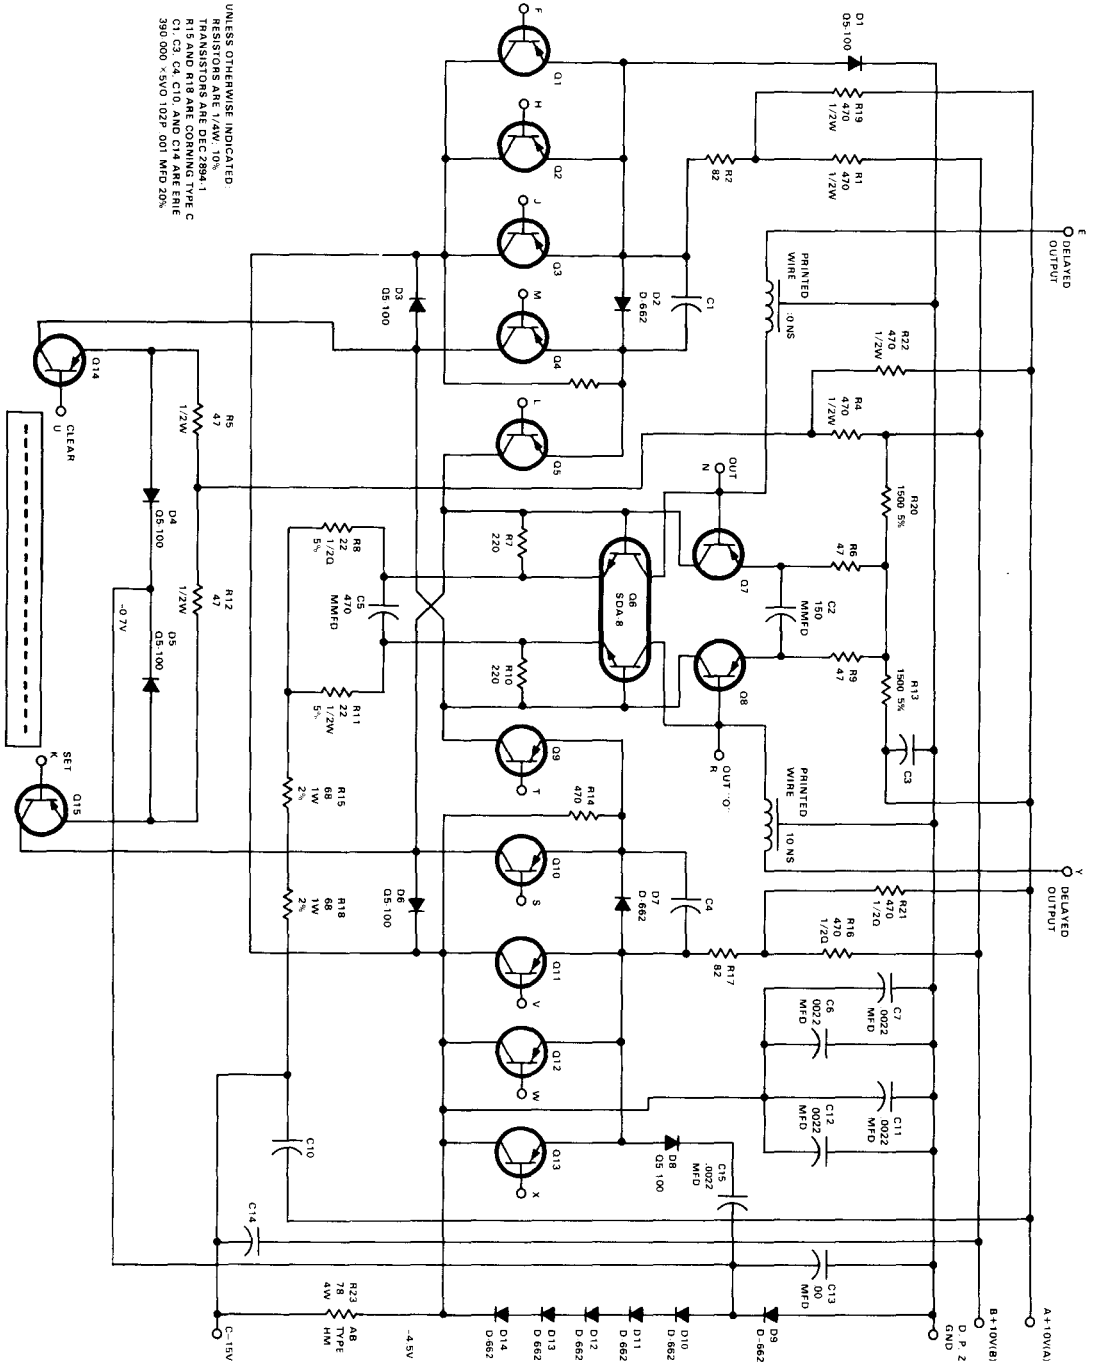 UNLESS OTHERWISE INDICATED:
RESISTORS ARE 1/4W, 10%
TRANSISTORS ARE DEC 2894-1
R15 AND R18 ARE CORNING TYPE C
C1, C3, C4, C10, AND C14 ARE ERIE
390 000 X5V0 102P 001 MFD 20%
F
Q1
H
Q2
J
Q3
M
Q4
L
Q5
D1
Q5-100
R19
470
1/2W
R1
470
1/2W
R2
82
C1
D2
D-662
D3
Q5 100
E
DELAYED
OUTPUT
PRINTED
WIRE
:0 NS
R22
470
1/2W
R4
470
1/2W
R20
1500 5%
R6
47
C2
150
MMFD
R9
47
R13
1500 5%
C3
OUT
N
Q7
Q8
OUT "O"
R
Q6
SDA-8
R7
220
R10
220
R8
22
1/2Q
5%
C5
470
MMFD
R11
22
1/2W
5%
Q14
U
CLEAR
R5
47
1/2W
R12
47
1/2W
D4
Q5-100
D5
Q5-100
-0 7V
SET
K
Q15
R15
68
1W
2%
R18
68
1W
2%
Q9
T
R14
470
Q10
S
D7
D-662
C4
D6
Q5-100
Q11
V
Q12
W
Q13
X
PRINTED
WIRE
10 NS
Y
DELAYED
OUTPUT
R21
470
1/2Q
R16
470
1/2Q
R17
82
C7
0022
MFD
C6
0022
MFD
C11
0022
MFD
C12
0022
MFD
D8
Q5 100
C15
.0022
MFD
C13
00
MFD
C10
C14
R23
78
4W
AB
TYPE
HM
-4.5V
D14
D-662
D13
D 662
D12
D 662
D11
D 662
D10
D-662
D9
D-662
A+10V(A)
B+10V(B)
D. P. 2
GND
C-15V